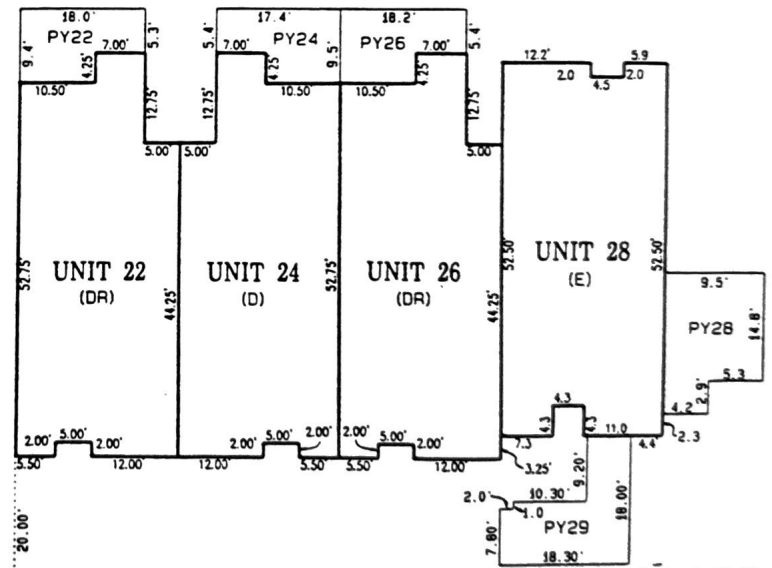 18.0' 17.4' 18.2'
9.4' PY22 5.3' 5.4' PY24 9.5' PY26 5.4'
7.00' 7.00' 7.00'
4.25' 4.25 4.25'
10.50' 10.50' 10.50'
12.75' 12.75' 12.75'
5.00' 5.00' 5.00'
12.2' 5.9
2.0 2.0
4.5
52.75' 44.25' 52.75' 44.25' 52.50' 52.50'
UNIT 22
(DR)
UNIT 24
(D)
UNIT 26
(DR)
UNIT 28
(E)
9.5'
PY28
14.8'
5.3
2.9'
4.2
2.3
4.3
4.3 4.3
7.3 11.0
4.4'
2.00' 5.00' 2.00' 2.00' 5.00' 2.00' 2.00' 5.00' 2.00'
5.50' 12.00 12.00 5.50 5.50 12.00'
3.25'
20.00'
9.20'
10.30'
2.0'
1.0
PY29
18.00'
7.80'
18.30'